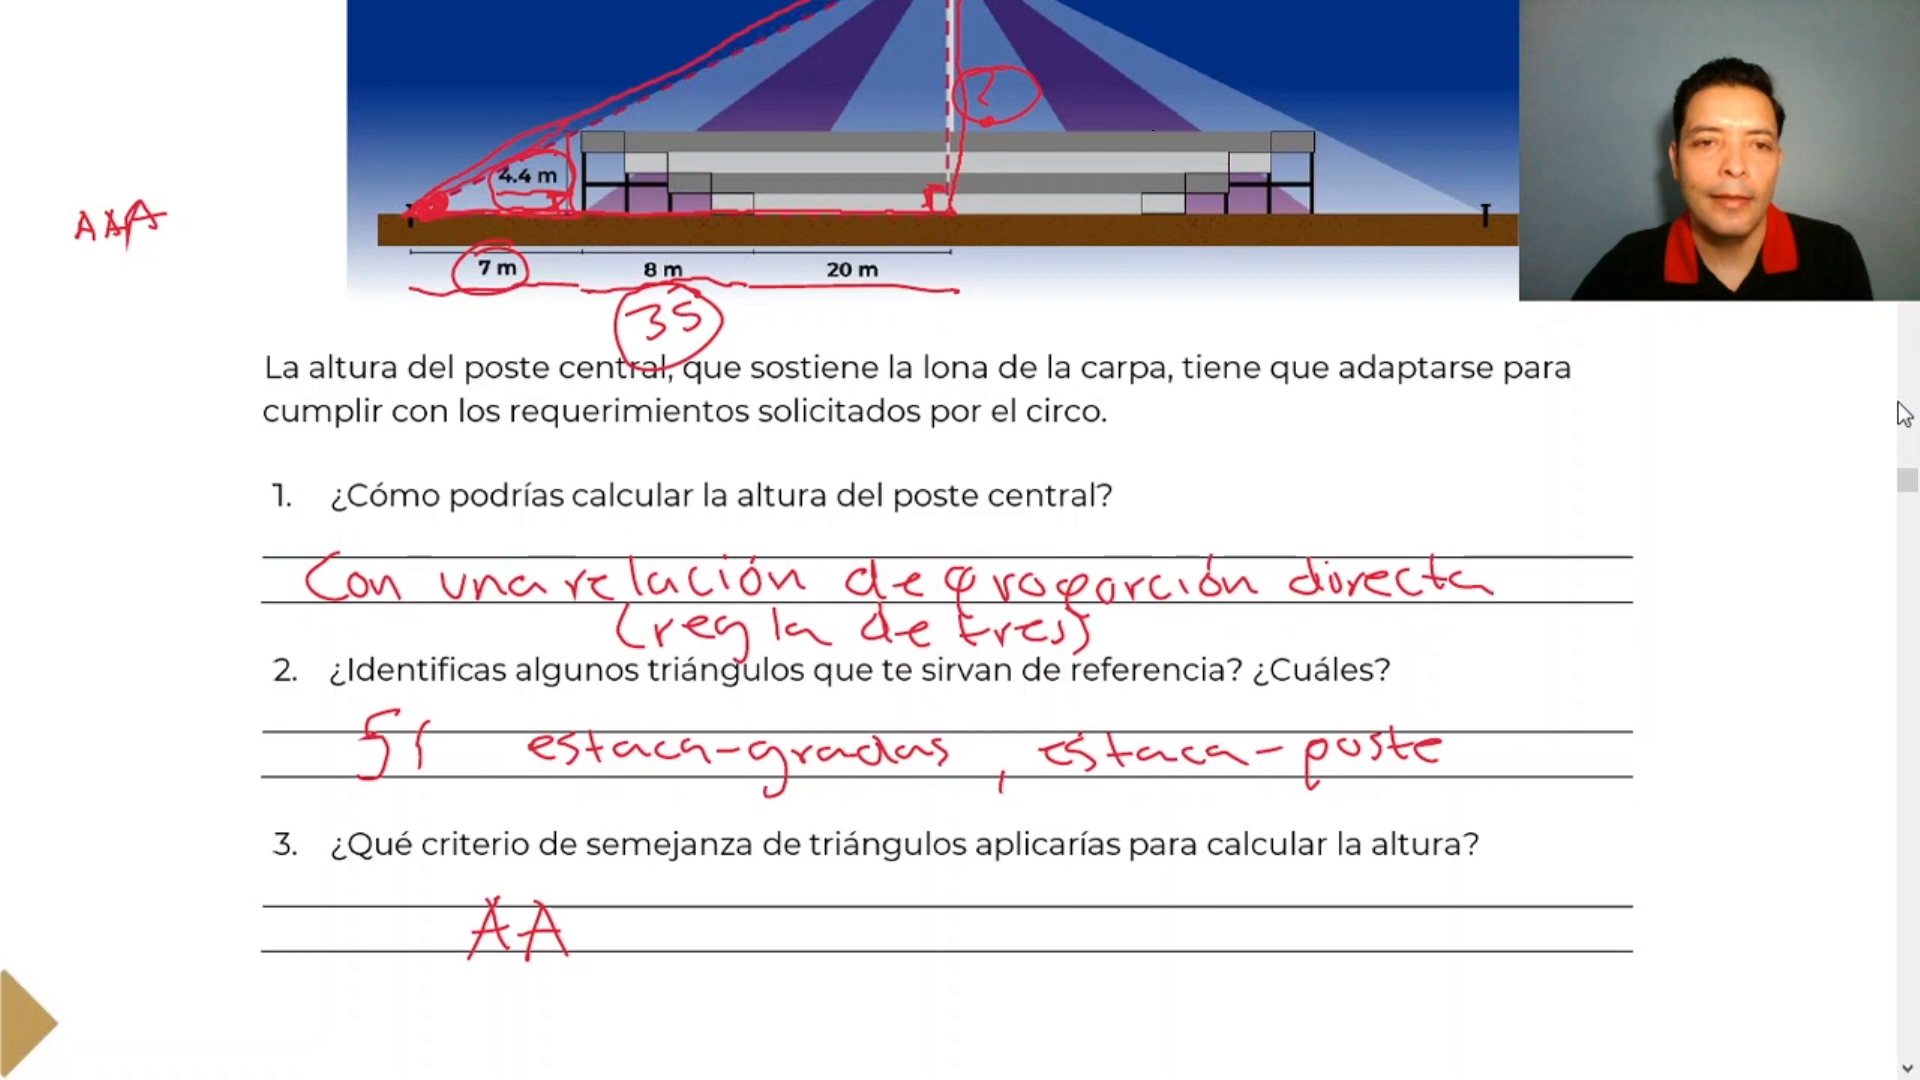 ?
4.4 m
AAA
7 m 8 m 20 m
35
La altura del poste central, que sostiene la lona de la carpa, tiene que adaptarse para
cumplir con los requerimientos solicitados por el circo.
1. ¿Cómo podrías calcular la altura del poste central?
Con una relación de proporción directa
(regla de tres)
2. ¿Identificas algunos triángulos que te sirvan de referencia? ¿Cuáles?
Sí estaca-gradas, estaca-poste
3. ¿Qué criterio de semejanza de triángulos aplicarías para calcular la altura?
AA